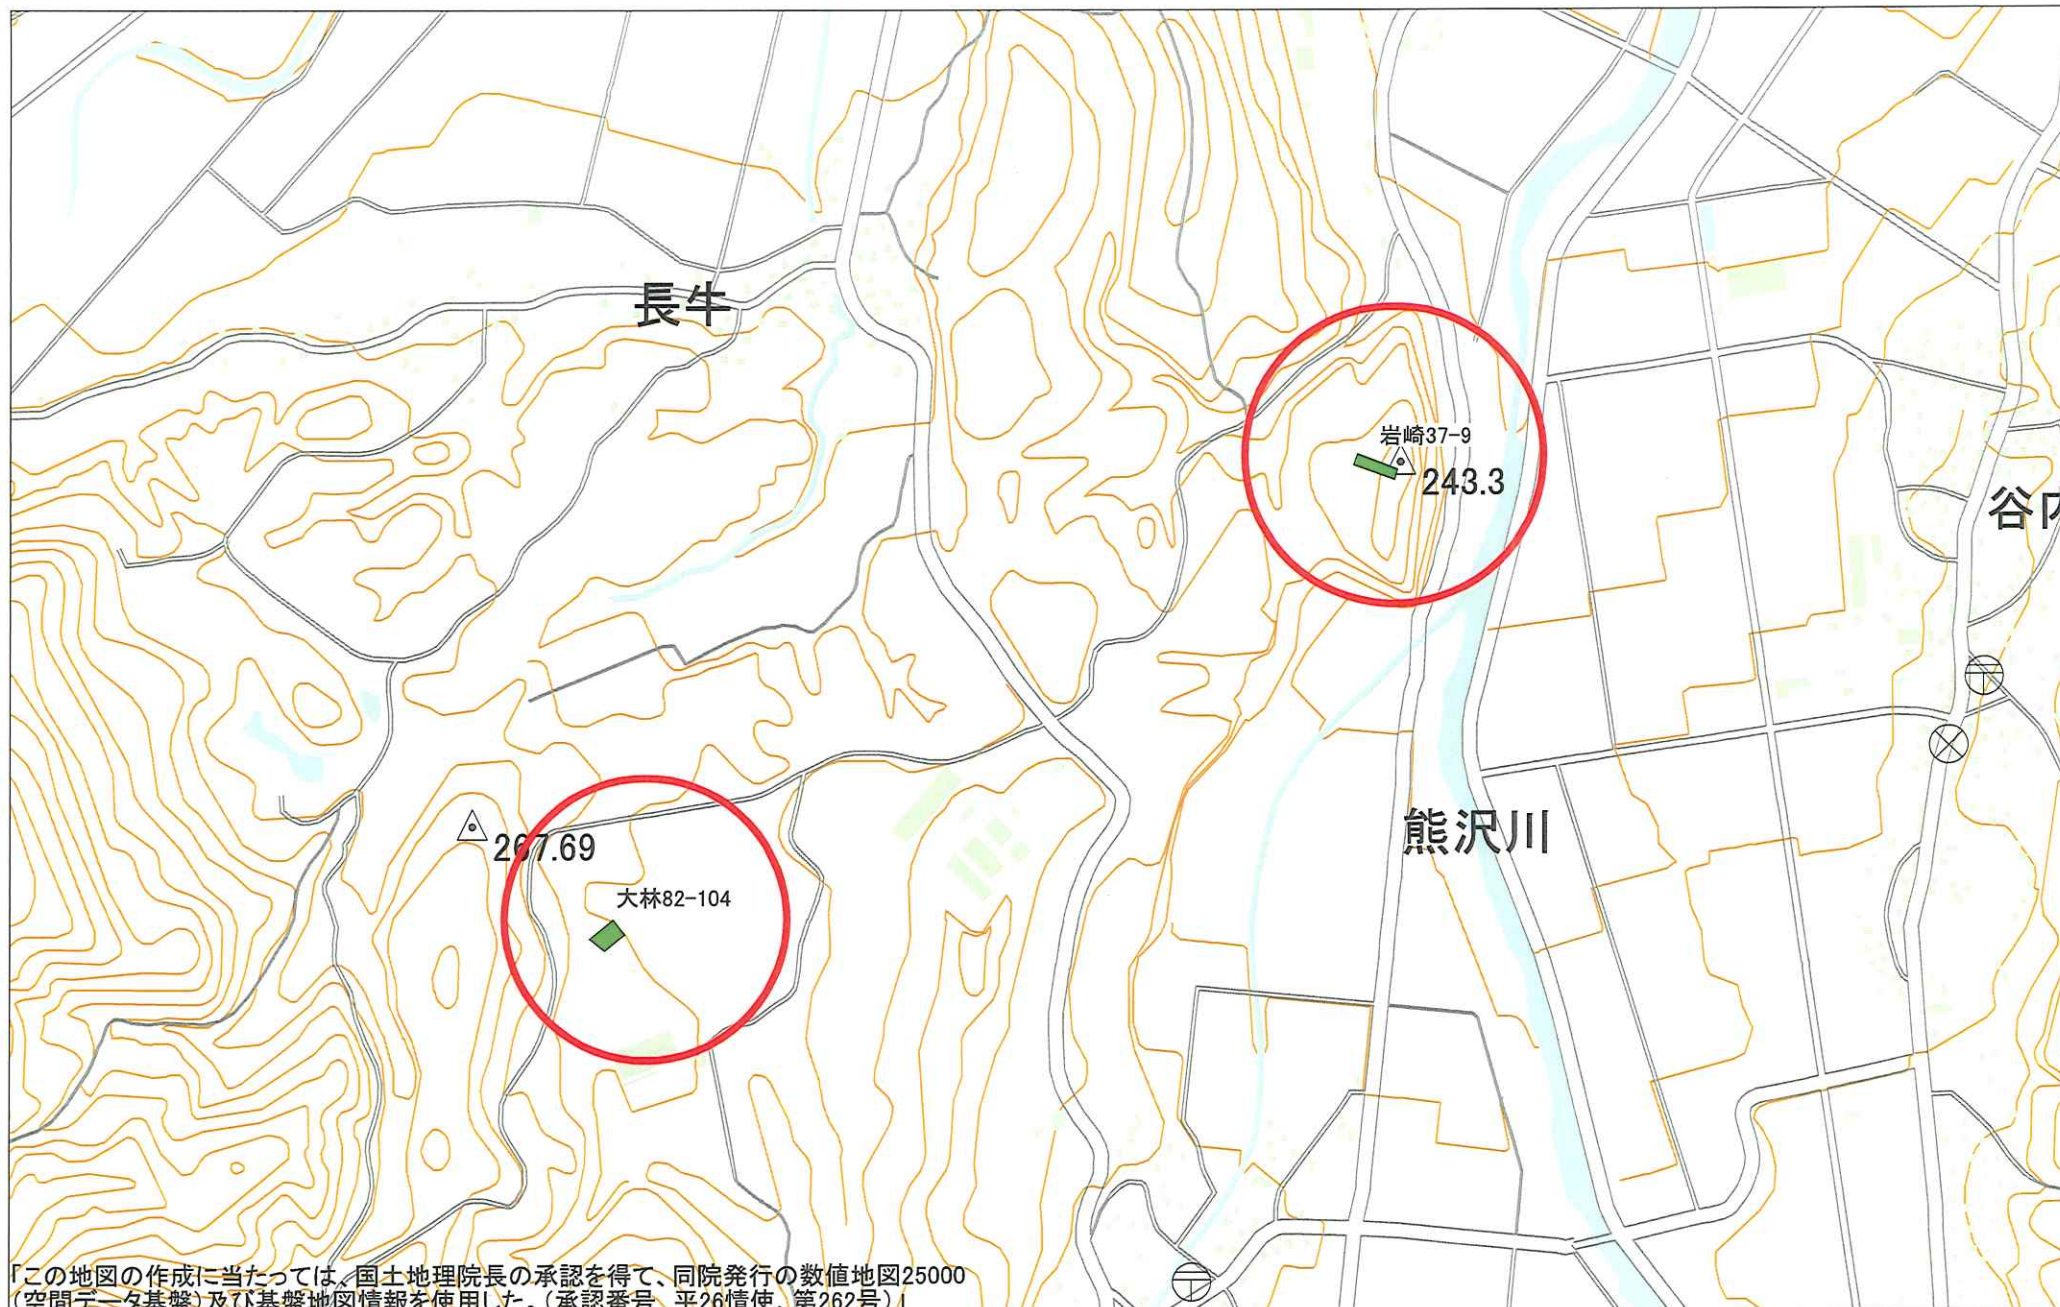 長牛
岩崎37-9
243.3
谷内
熊沢川
267.69
大林82-104
「この地図の作成に当たっては、国土地理院長の承認を得て、同院発行の数値地図25000
(空間データ基盤)及び基盤地図情報を使用した。(承認番号 平26情使、第262号)」